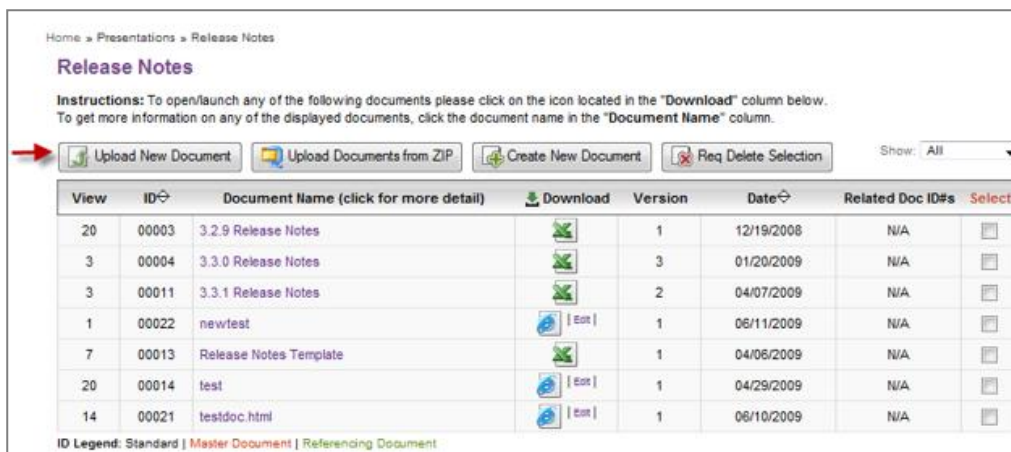 Home » Presentations » Release Notes
Release Notes
Instructions: To open/launch any of the following documents please click on the icon located in the "Download" column below.
To get more information on any of the displayed documents, click the document name in the "Document Name" column.
Upload New Document Upload Documents from ZIP Create New Document Req Delete Selection Show: All
View ID Document Name (click for more detail) Download Version Date Related Doc ID#s Select
20 00003 3.2.9 Release Notes 1 12/19/2008 N/A
3 00004 3.3.0 Release Notes 3 01/20/2009 N/A
3 00011 3.3.1 Release Notes 2 04/07/2009 N/A
1 00022 newtest | Edit | 1 06/11/2009 N/A
7 00013 Release Notes Template 1 04/06/2009 N/A
20 00014 test | Edit | 1 04/29/2009 N/A
14 00021 testdoc.html | Edit | 1 06/10/2009 N/A
ID Legend: Standard | Master Document | Referencing Document